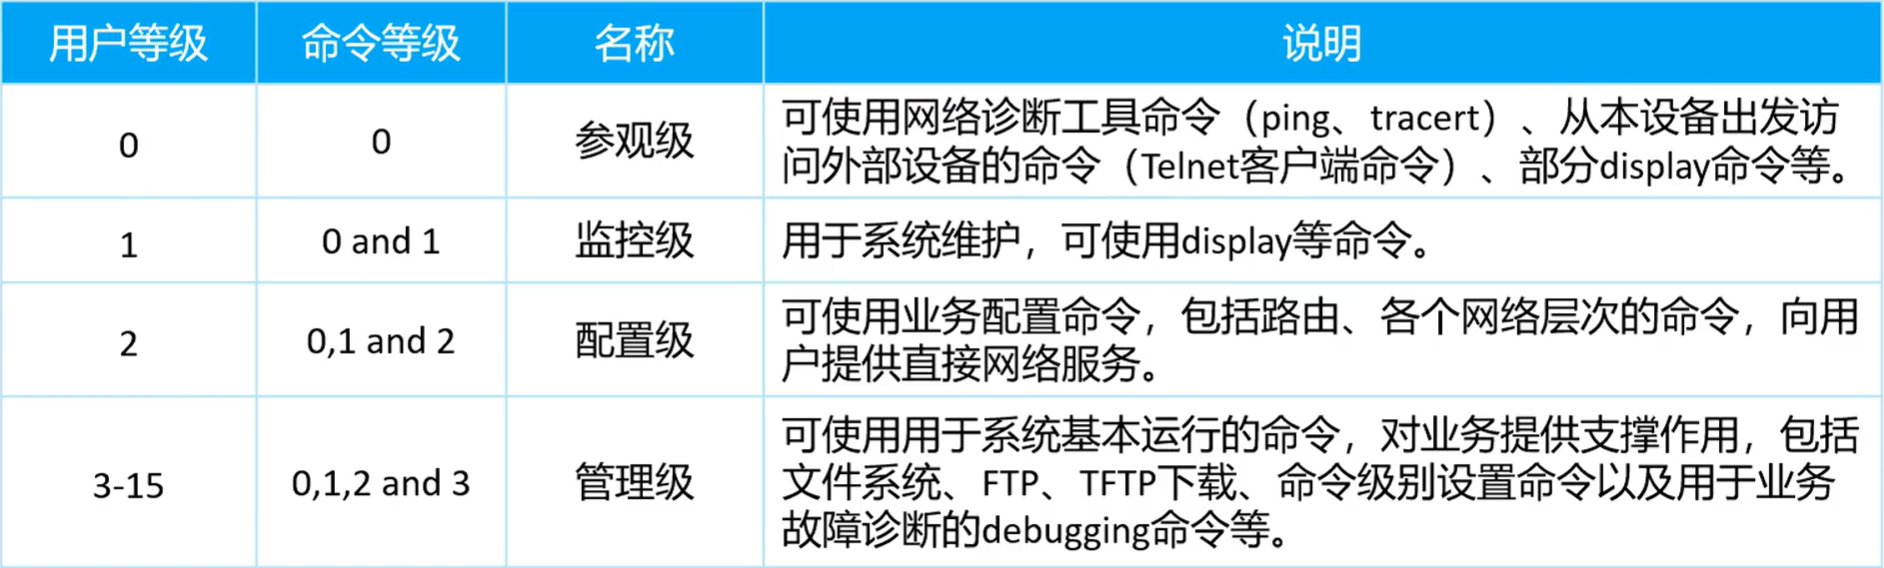 用户等级 命令等级 名称 说明
0 0 参观级 可使用网络诊断工具命令（ping、tracert）、从本设备出发访
问外部设备的命令（Telnet客户端命令）、部分display命令等。
1 0 and 1 监控级 用于系统维护，可使用display等命令。
2 0,1 and 2 配置级 可使用业务配置命令，包括路由、各个网络层次的命令，向用
户提供直接网络服务。
3-15 0,1,2 and 3 管理级 可使用用于系统基本运行的命令，对业务提供支撑作用，包括
文件系统、FTP、TFTP下载、命令级别设置命令以及用于业务
故障诊断的debugging命令等。